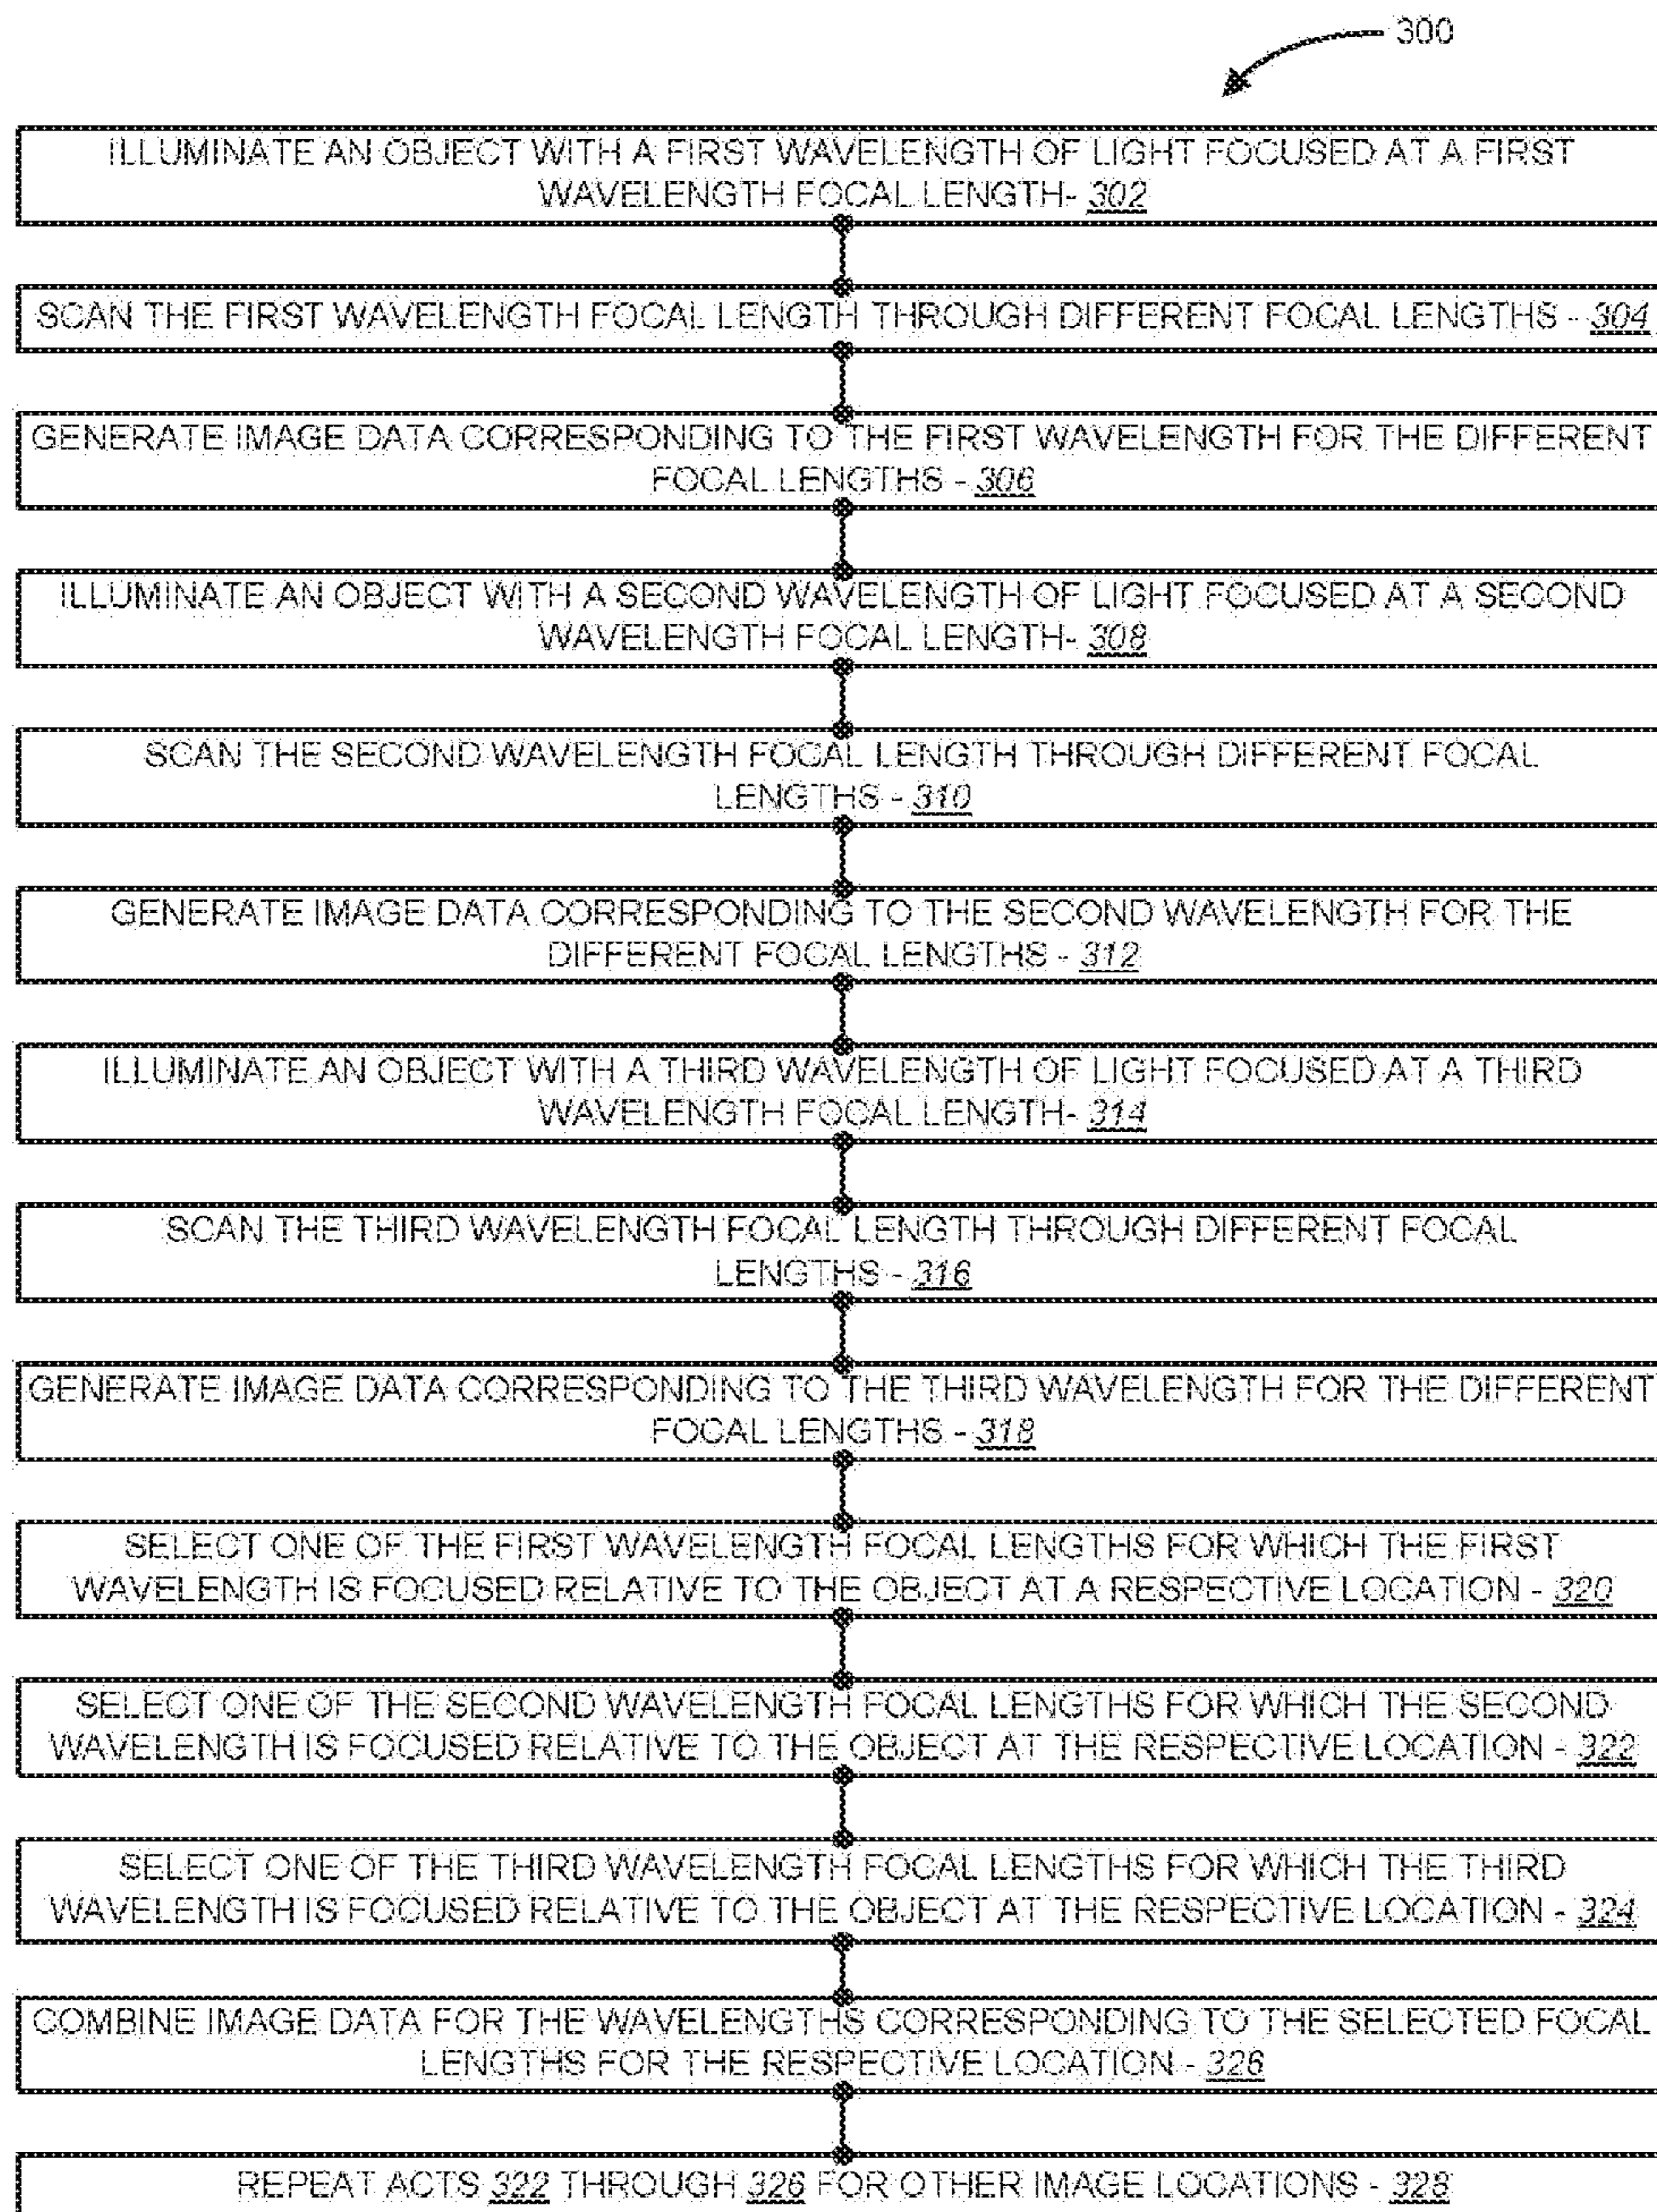 300
ILLUMINATE AN OBJECT WITH A FIRST WAVELENGTH OF LIGHT FOCUSED AT A FIRST
WAVELENGTH FOCAL LENGTH- 302
SCAN THE FIRST WAVELENGTH FOCAL LENGTH THROUGH DIFFERENT FOCAL LENGTHS - 304
GENERATE IMAGE DATA CORRESPONDING TO THE FIRST WAVELENGTH FOR THE DIFFERENT
FOCAL LENGTHS - 306
ILLUMINATE AN OBJECT WITH A SECOND WAVELENGTH OF LIGHT FOCUSED AT A SECOND
WAVELENGTH FOCAL LENGTH- 308
SCAN THE SECOND WAVELENGTH FOCAL LENGTH THROUGH DIFFERENT FOCAL
LENGTHS - 310
GENERATE IMAGE DATA CORRESPONDING TO THE SECOND WAVELENGTH FOR THE
DIFFERENT FOCAL LENGTHS - 312
ILLUMINATE AN OBJECT WITH A THIRD WAVELENGTH OF LIGHT FOCUSED AT A THIRD
WAVELENGTH FOCAL LENGTH- 314
SCAN THE THIRD WAVELENGTH FOCAL LENGTH THROUGH DIFFERENT FOCAL
LENGTHS - 316
GENERATE IMAGE DATA CORRESPONDING TO THE THIRD WAVELENGTH FOR THE DIFFERENT
FOCAL LENGTHS - 318
SELECT ONE OF THE FIRST WAVELENGTH FOCAL LENGTHS FOR WHICH THE FIRST
WAVELENGTH IS FOCUSED RELATIVE TO THE OBJECT AT A RESPECTIVE LOCATION - 320
SELECT ONE OF THE SECOND WAVELENGTH FOCAL LENGTHS FOR WHICH THE SECOND
WAVELENGTH IS FOCUSED RELATIVE TO THE OBJECT AT THE RESPECTIVE LOCATION - 322
SELECT ONE OF THE THIRD WAVELENGTH FOCAL LENGTHS FOR WHICH THE THIRD
WAVELENGTH IS FOCUSED RELATIVE TO THE OBJECT AT THE RESPECTIVE LOCATION - 324
COMBINE IMAGE DATA FOR THE WAVELENGTHS CORRESPONDING TO THE SELECTED FOCAL
LENGTHS FOR THE RESPECTIVE LOCATION - 326
REPEAT ACTS 322 THROUGH 326 FOR OTHER IMAGE LOCATIONS - 328